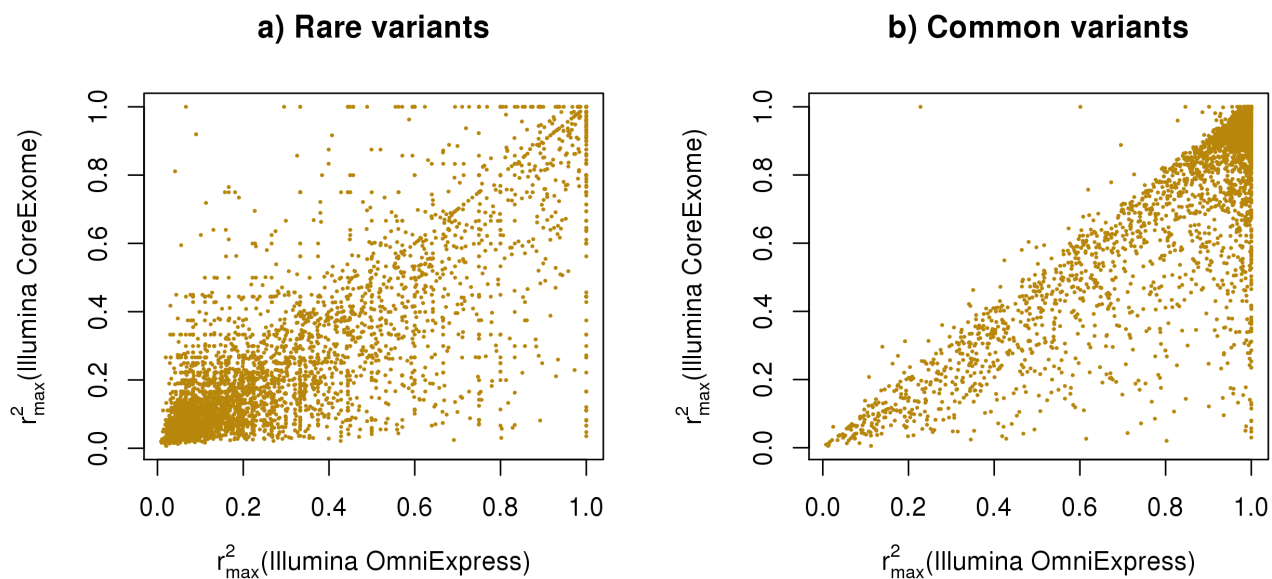 a) Rare variants
r²max(Illumina CoreExome)
1.0
0.8
0.6
0.4
0.2
0.0
0.0 0.2 0.4 0.6 0.8 1.0
r²max(Illumina OmniExpress)
b) Common variants
r²max(Illumina CoreExome)
1.0
0.8
0.6
0.4
0.2
0.0
0.0 0.2 0.4 0.6 0.8 1.0
r²max(Illumina OmniExpress)